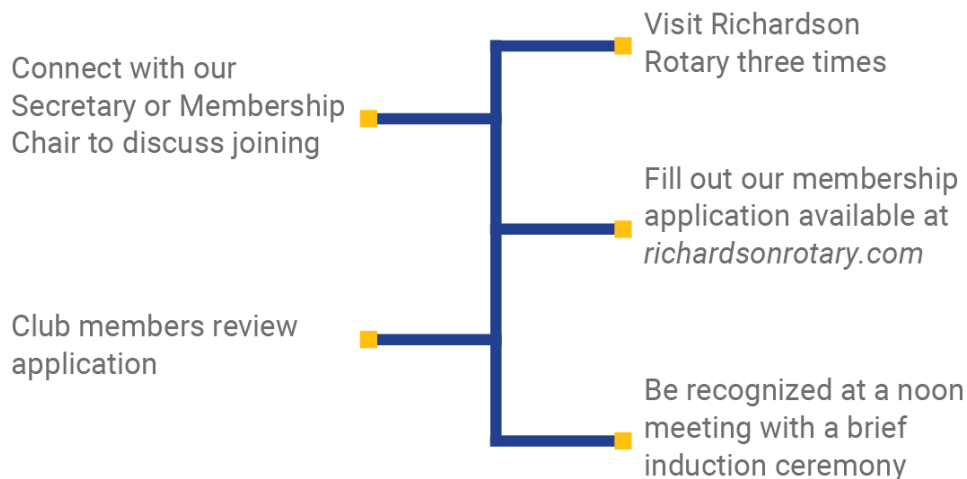 Visit Richardson
Rotary three times
Connect with our
Secretary or Membership
Chair to discuss joining
Fill out our membership
application available at
richardsonrotary.com
Club members review
application
Be recognized at a noon
meeting with a brief
induction ceremony